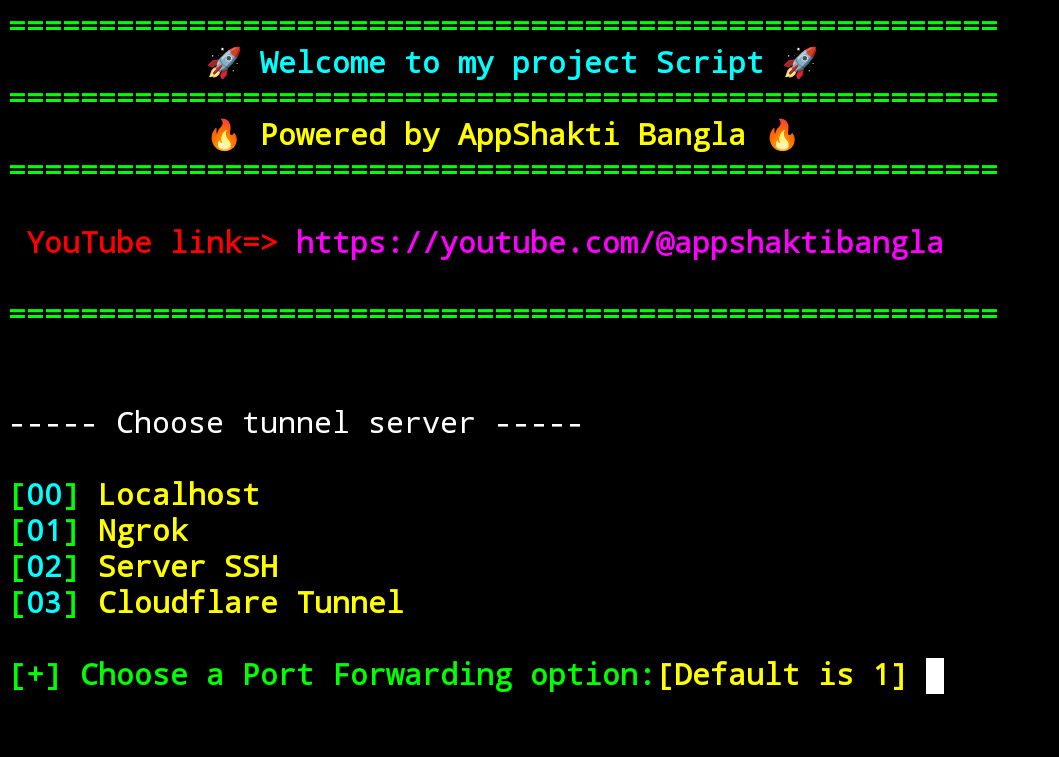 =======================================================
🚀 Welcome to my project Script 🚀
=======================================================
🔥 Powered by AppShakti Bangla 🔥
=======================================================
YouTube link=> https://youtube.com/@appshaktibangla
=======================================================
----- Choose tunnel server -----
[00] Localhost
[01] Ngrok
[02] Server SSH
[03] Cloudflare Tunnel
[+] Choose a Port Forwarding option:[Default is 1]